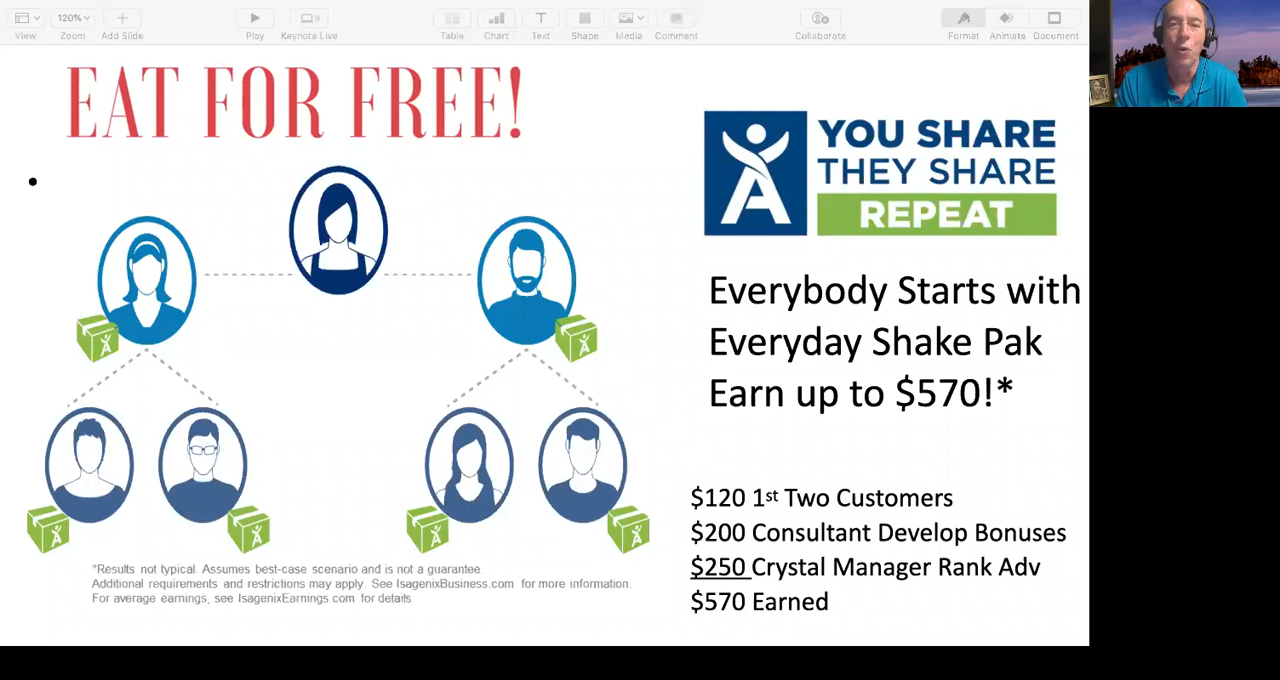 120%
View
Zoom
Add Slide
Play
Keynote Live
Table
Chart
Text
Shape
Media
Comment
Collaborate
Format
Animate
Document
EAT FOR FREE!
YOU SHARE
THEY SHARE
REPEAT
Everybody Starts with
Everyday Shake Pak
Earn up to $570!*
$120 1st Two Customers
$200 Consultant Develop Bonuses
$250 Crystal Manager Rank Adv
$570 Earned
*Results not typical. Assumes best-case scenario and is not a guarantee.
Additional requirements and restrictions may apply. See IsagenixBusiness.com for more information.
For average earnings, see IsagenixEarnings.com for details.